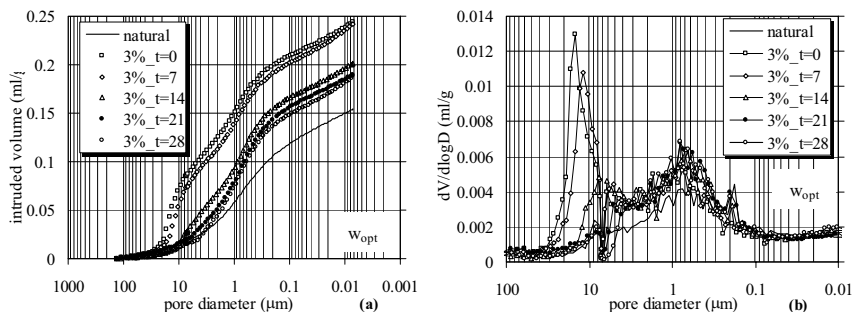 natural
3%_t=0
3%_t=7
3%_t=14
3%_t=21
3%_t=28
intruded volume (ml/
0.25
0.2
0.15
0.1
0.05
0
w_opt
1000 100 10 1 0.1 0.01 0.001
pore diameter (μm)
(a)
natural
3%_t=0
3%_t=7
3%_t=14
3%_t=21
3%_t=28
dV/dlogD (ml/g)
0.014
0.012
0.01
0.008
0.006
0.004
0.002
0
w_opt
100 10 1 0.1 0.01
pore diameter (μm)
(b)